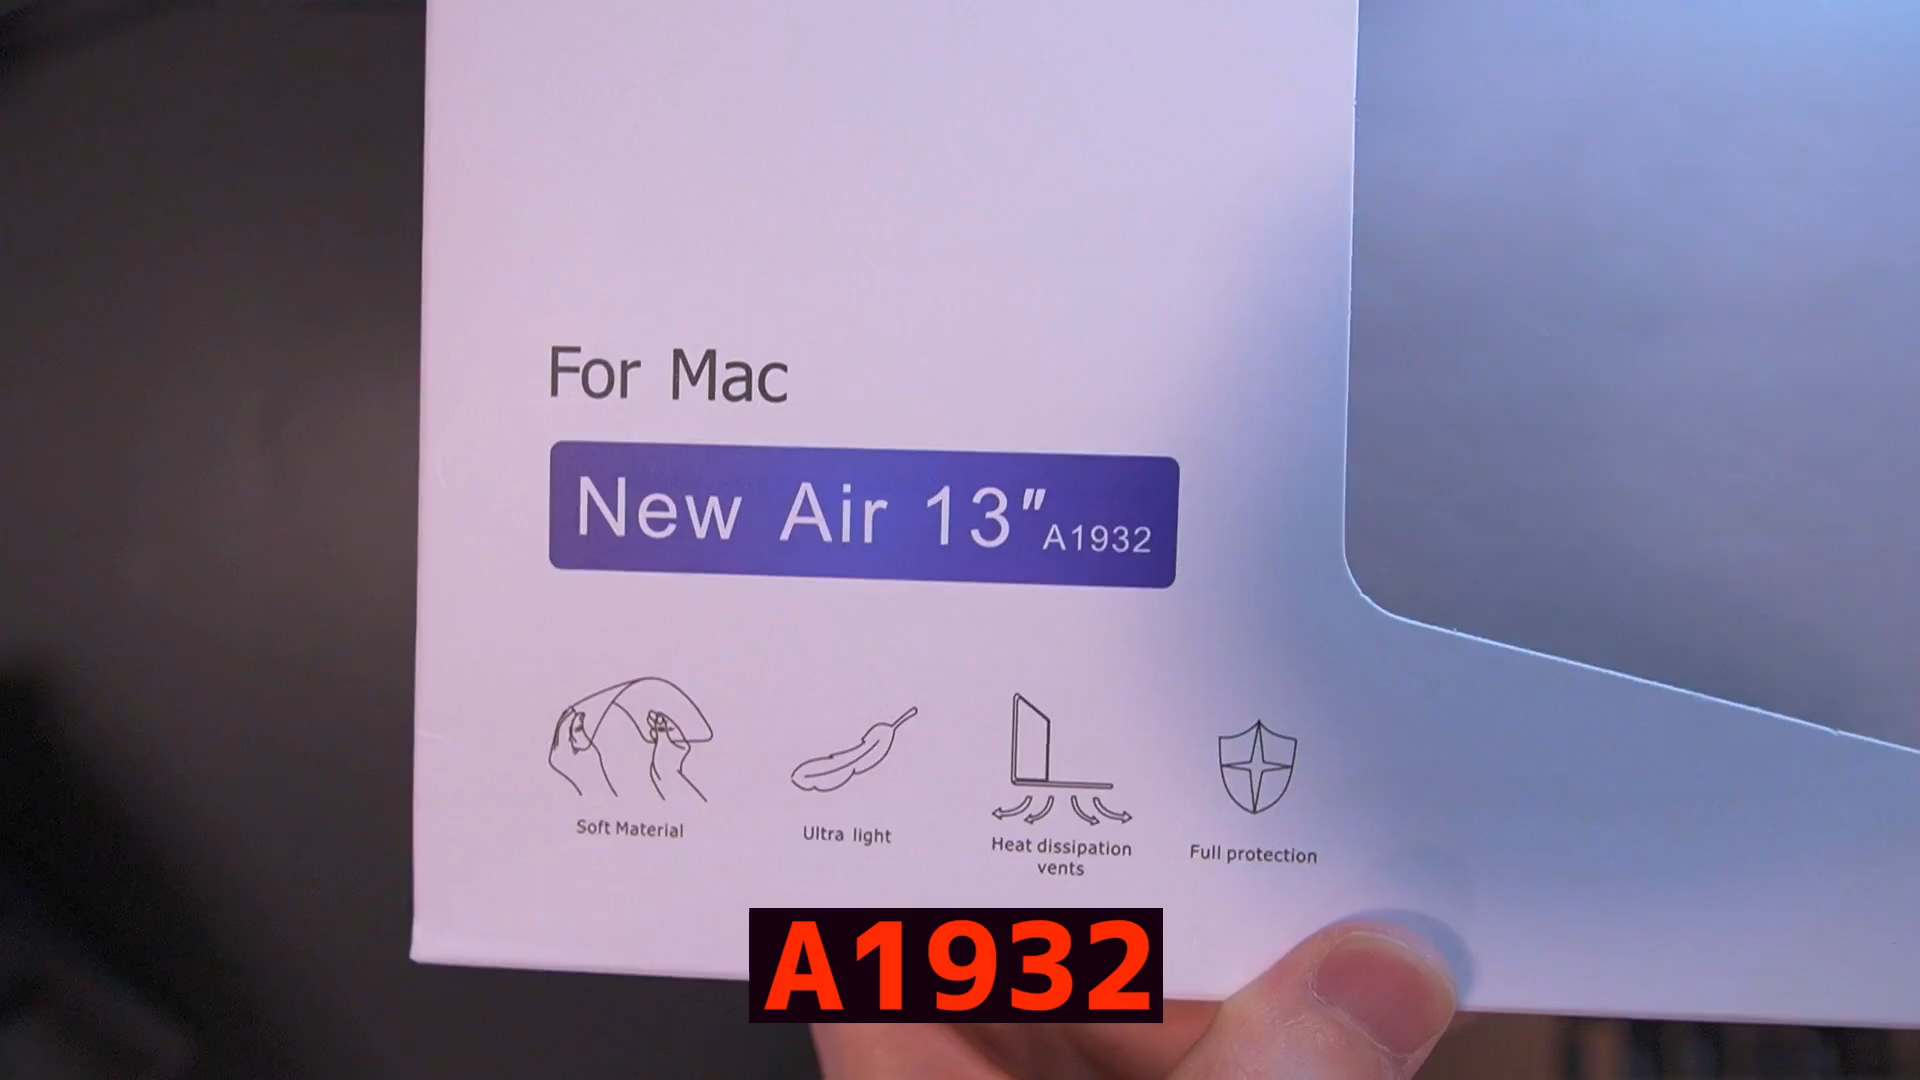 For Mac
New Air 13" A1932
Soft Material
Ultra light
Heat dissipation
vents
Full protection
A1932